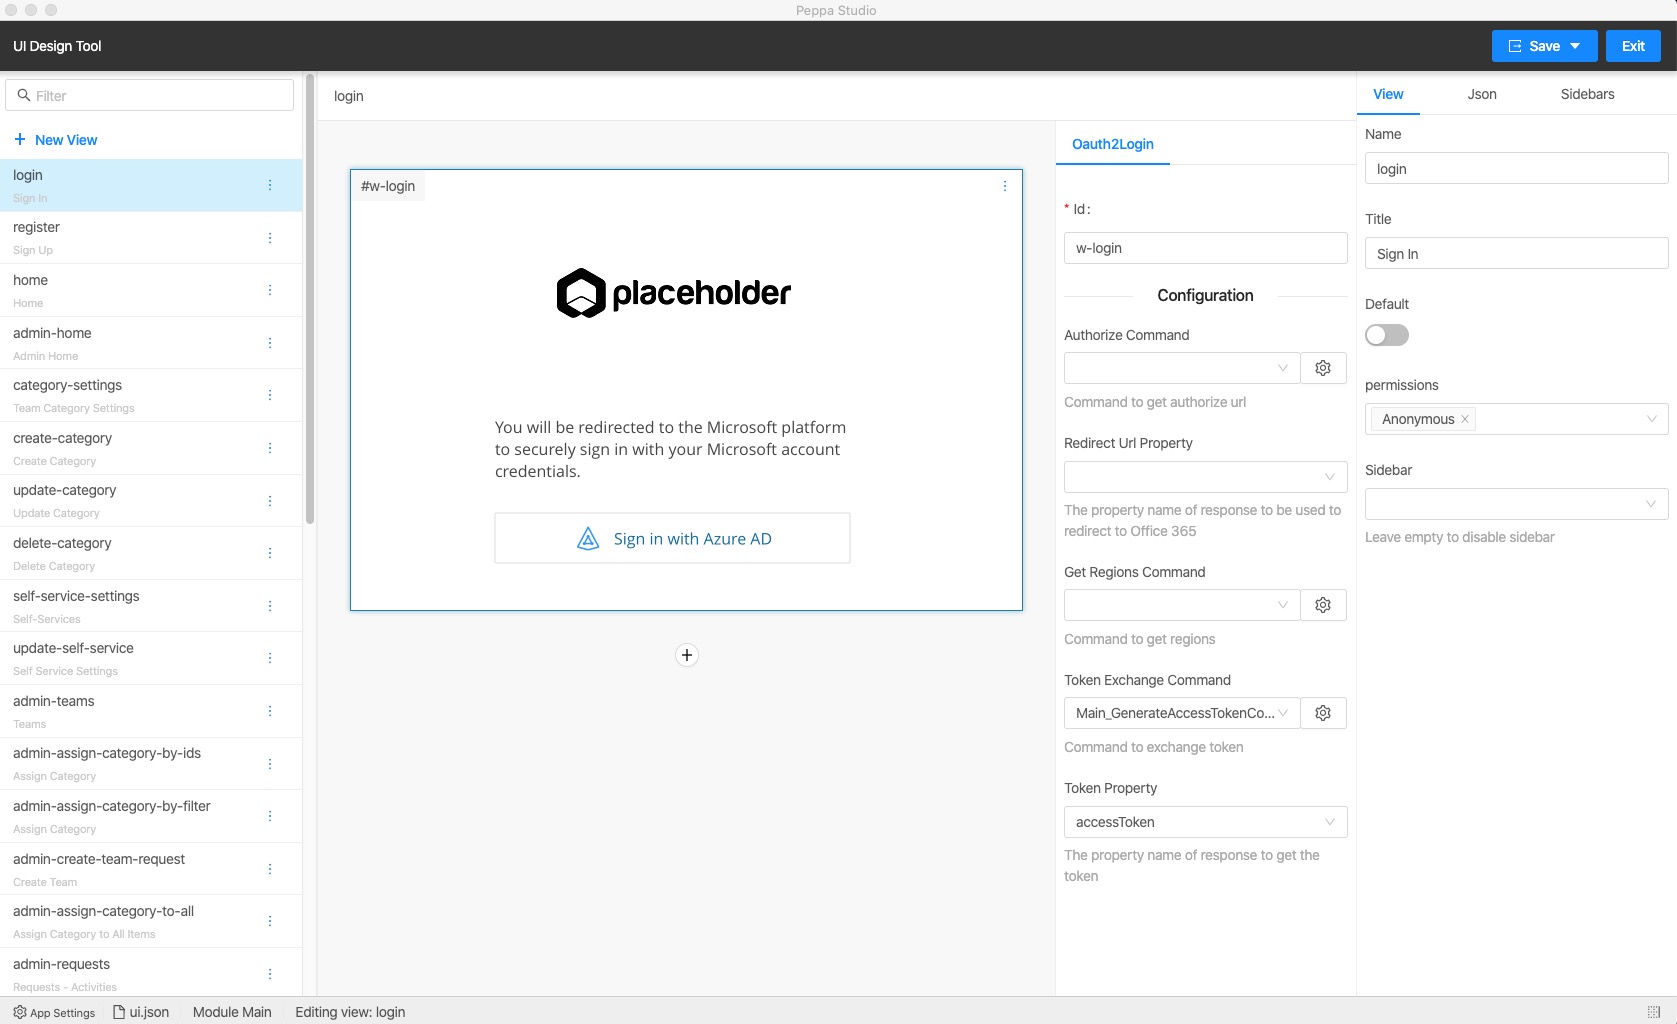 Peppa Studio
UI Design Tool
Save
Exit
Filter
New View
login
Sign In
register
Sign Up
home
Home
admin-home
Admin Home
category-settings
Team Category Settings
create-category
Create Category
update-category
Update Category
delete-category
Delete Category
self-service-settings
Self-Services
update-self-service
Self Service Settings
admin-teams
Teams
admin-assign-category-by-ids
Assign Category
admin-assign-category-by-filter
Assign Category
admin-create-team-request
Create Team
admin-assign-category-to-all
Assign Category to All Items
admin-requests
Requests - Activities
login
#w-login
placeholder
You will be redirected to the Microsoft platform
to securely sign in with your Microsoft account
credentials.
Sign in with Azure AD
Oauth2Login
* Id:
w-login
Configuration
Authorize Command
Command to get authorize url
Redirect Url Property
The property name of response to be used to
redirect to Office 365
Get Regions Command
Command to get regions
Token Exchange Command
Main_GenerateAccessTokenCo...
Command to exchange token
Token Property
accessToken
The property name of response to get the
token
View
Json
Sidebars
Name
login
Title
Sign In
Default
permissions
Anonymous
Sidebar
Leave empty to disable sidebar
App Settings
ui.json
Module Main
Editing view: login